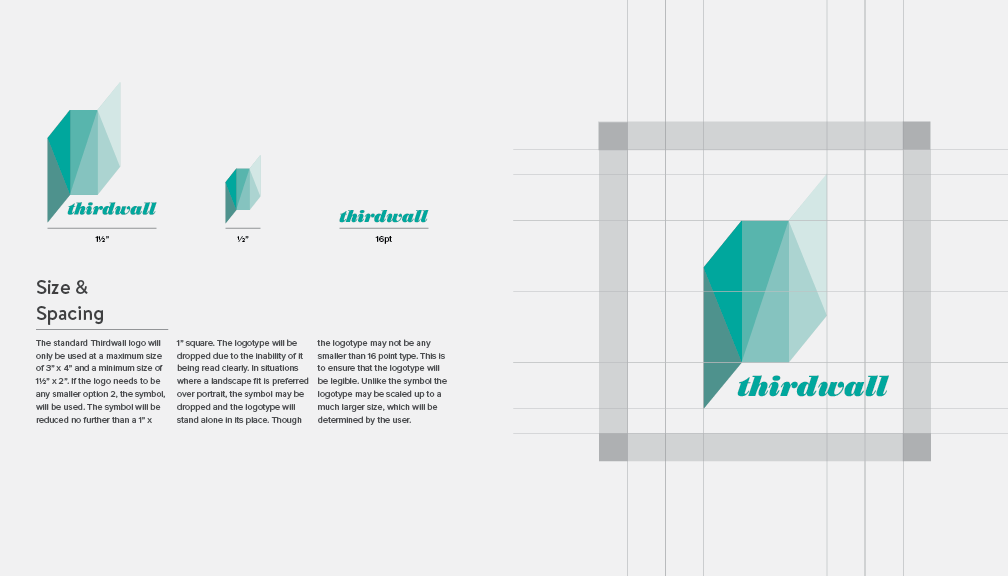 thirdwall
1½"
½"
thirdwall
16pt
Size &
Spacing
The standard Thirdwall logo will
only be used at a maximum size
of 3" x 4" and a minimum size of
1½" x 2". If the logo needs to be
any smaller option 2, the symbol,
will be used. The symbol will be
reduced no further than a 1" x
1" square. The logotype will be
dropped due to the inability of it
being read clearly. In situations
where a landscape fit is preferred
over portrait, the symbol may be
dropped and the logotype will
stand alone in its place. Though
the logotype may not be any
smaller than 16 point type. This is
to ensure that the logotype will
be legible. Unlike the symbol the
logotype may be scaled up to a
much larger size, which will be
determined by the user.
thirdwall